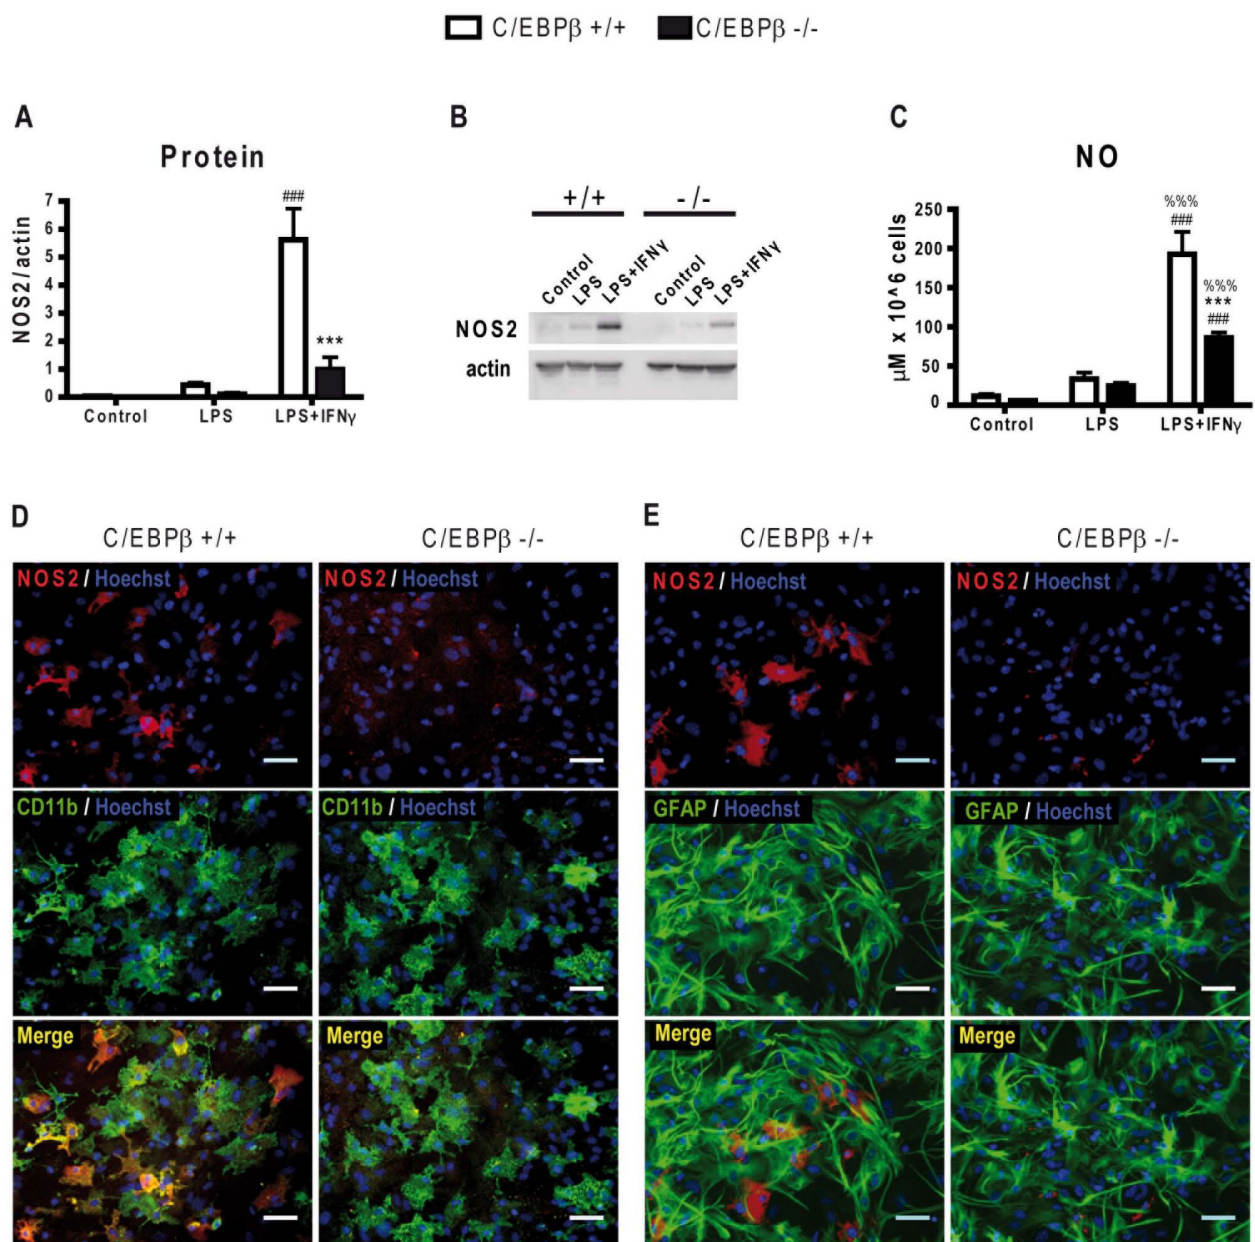 C/EBPβ +/+ C/EBPβ -/-
A
Protein
NOS2/actin
7
6
5
4
3
2
1
0
###
***
Control LPS LPS+IFNγ
B
+/+ -/-
Control LPS LPS+IFNγ Control LPS LPS+IFNγ
NOS2
actin
C
NO
µM x 10^6 cells
250
200
150
100
50
0
%%%
###
%%%
***
###
Control LPS LPS+IFNγ
D
C/EBPβ +/+ C/EBPβ -/-
NOS2 / Hoechst NOS2 / Hoechst
CD11b / Hoechst CD11b / Hoechst
Merge Merge
E
C/EBPβ +/+ C/EBPβ -/-
NOS2 / Hoechst NOS2 / Hoechst
GFAP / Hoechst GFAP / Hoechst
Merge Merge